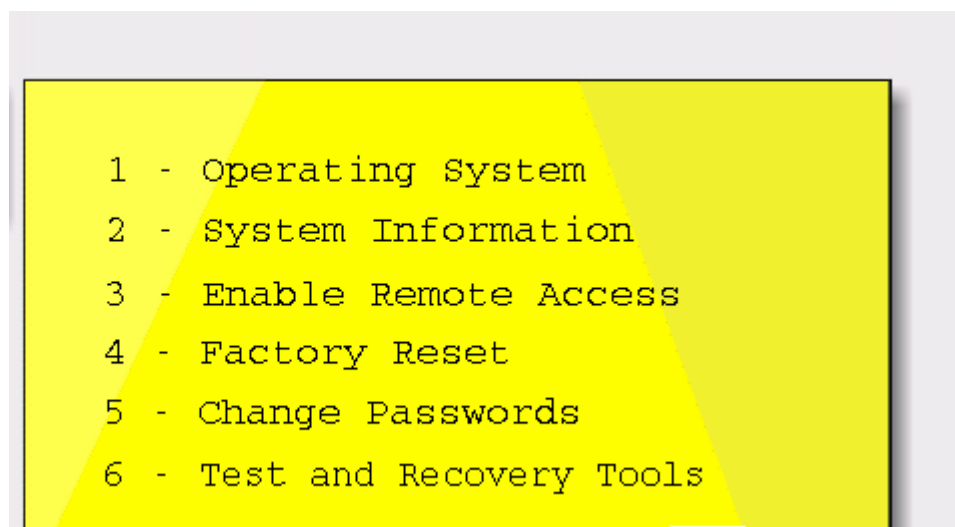 1 - Operating System
2 - System Information
3 - Enable Remote Access
4 - Factory Reset
5 - Change Passwords
6 - Test and Recovery Tools